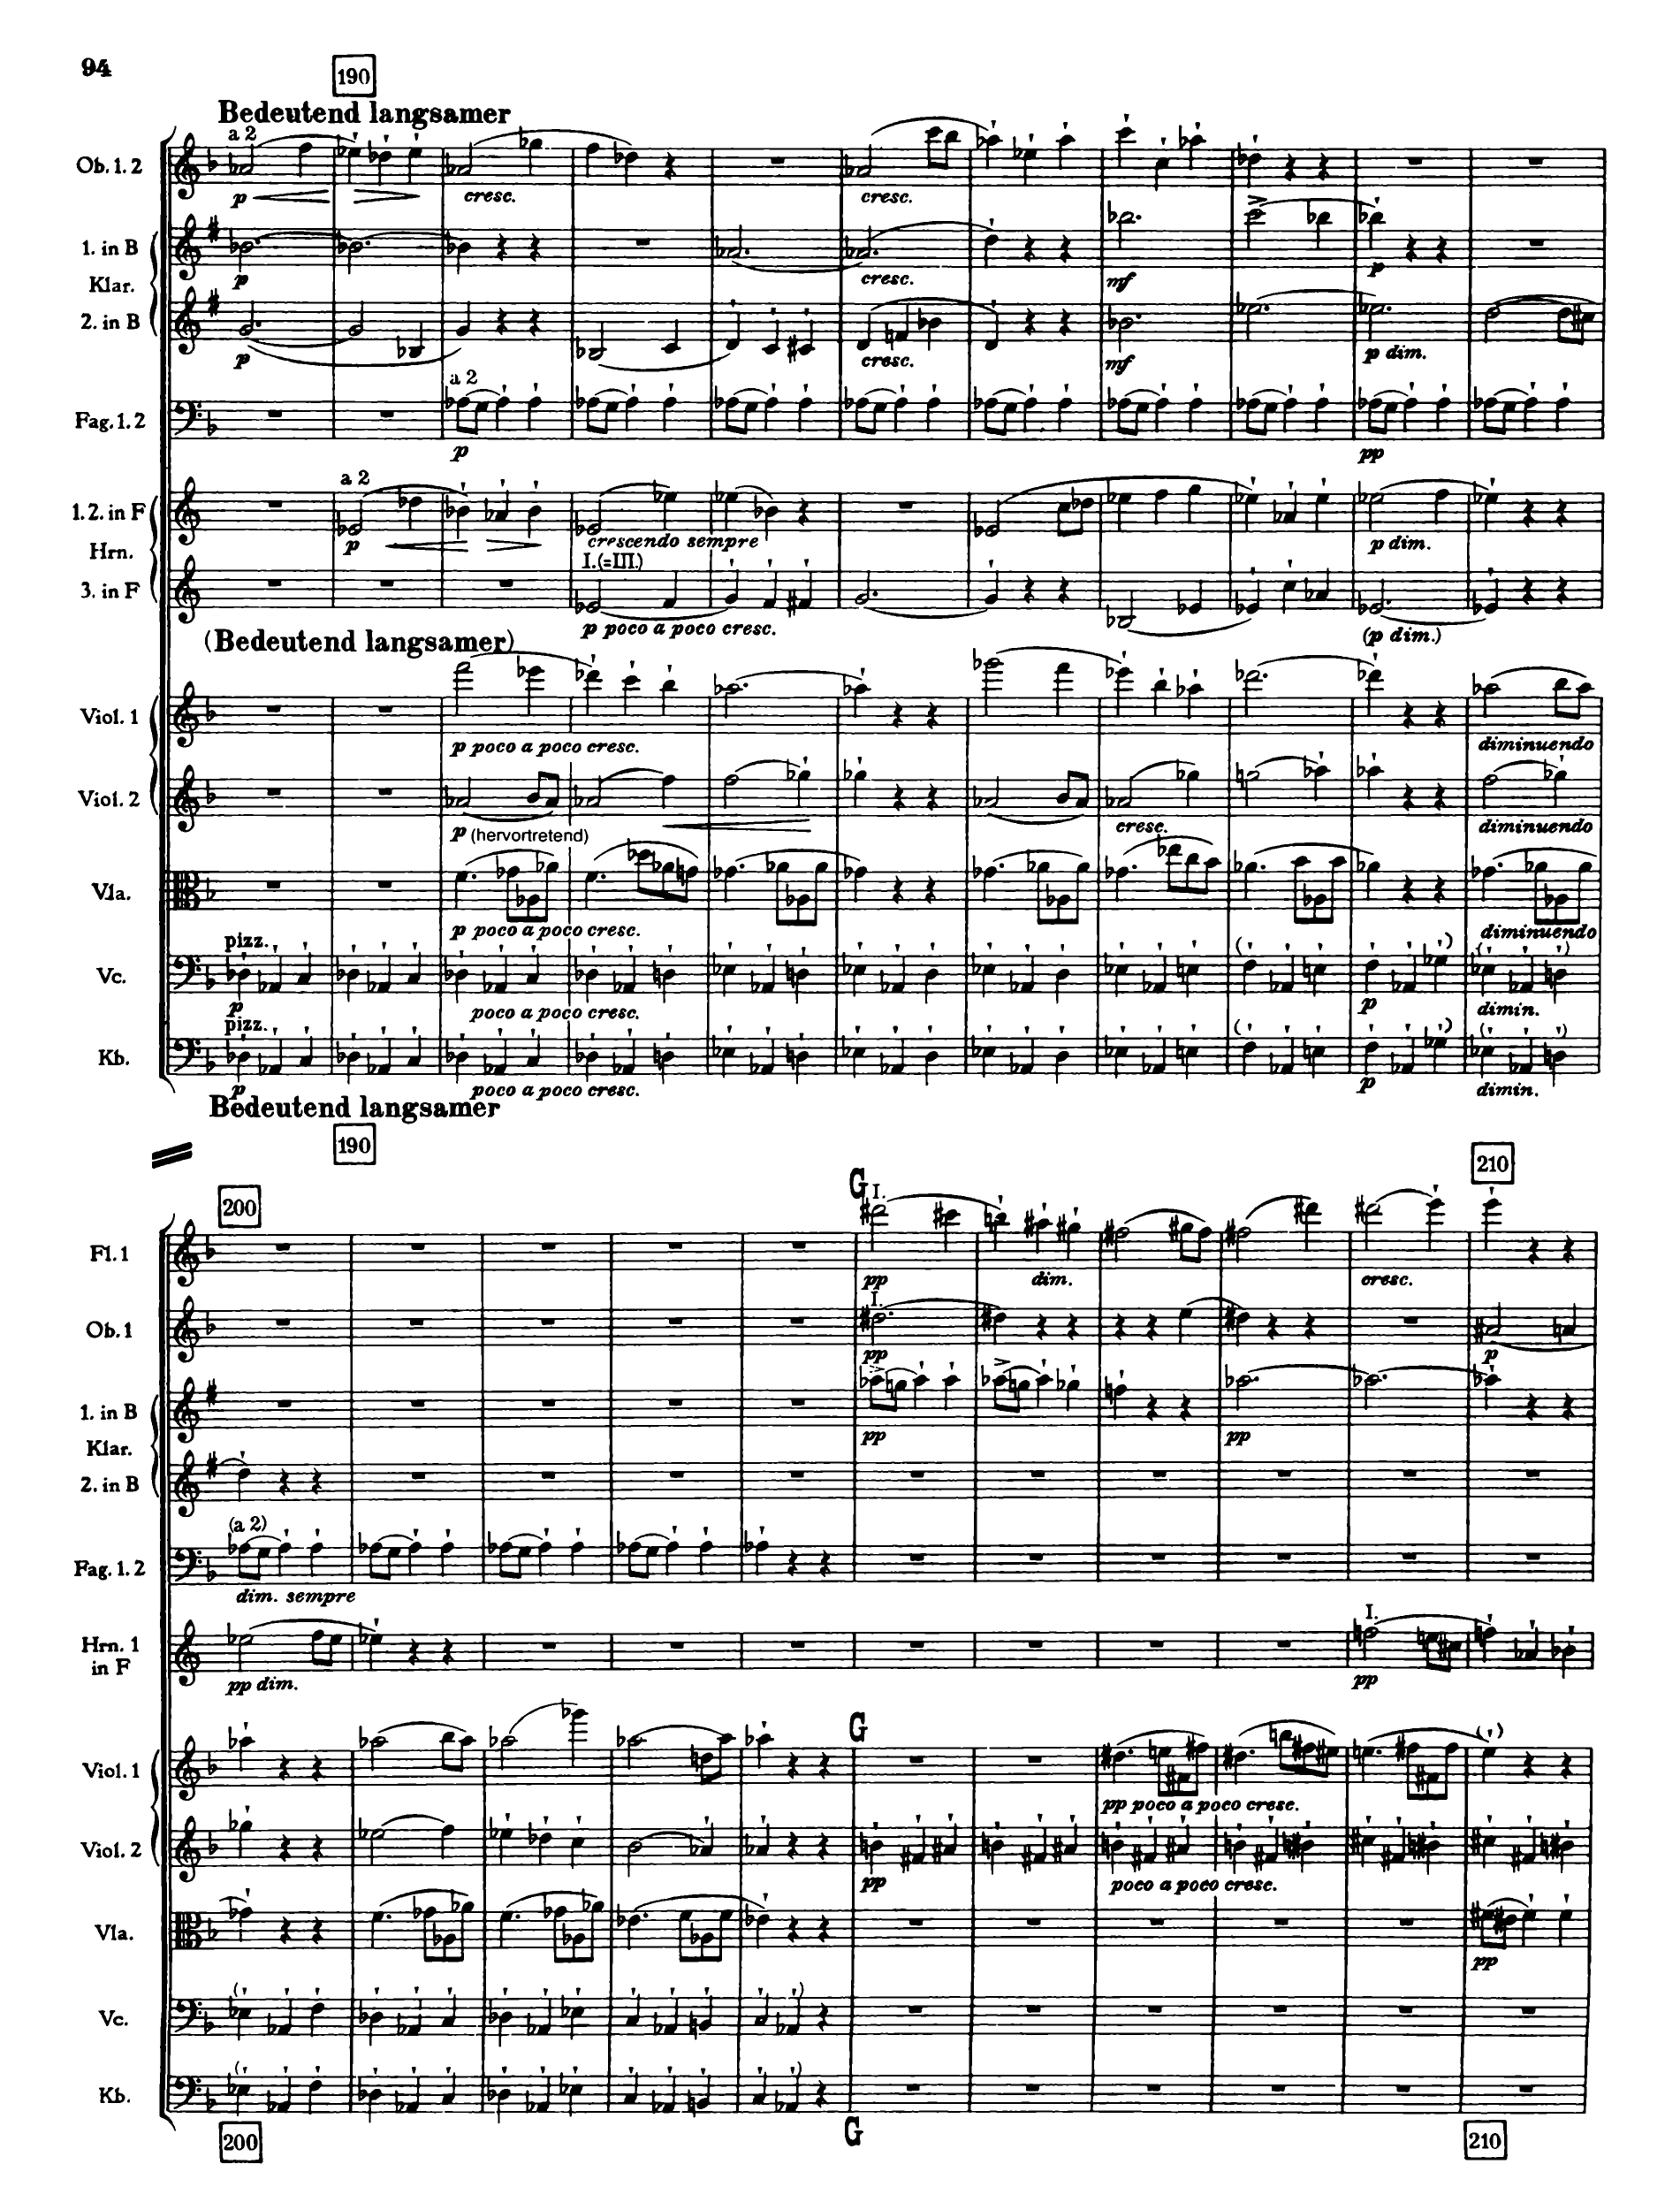 94
190
Bedeutend langsamer
a 2
Ob. 1. 2
p cresc. cresc.
1. in B
p cresc. mf p
Klar.
2. in B
p cresc. mf p dim.
a 2
Fag. 1. 2
p pp
a 2
1. 2. in F
p crescendo sempre p dim.
Hrn.
I.(=III.)
3. in F
p poco a poco cresc. (p dim.)
(Bedeutend langsamer)
Viol. 1
p poco a poco cresc. diminuendo
Viol. 2
p (hervortretend) cresc. diminuendo
Vla.
p poco a poco cresc. diminuendo
pizz.
Vc.
p poco a poco cresc. p dimin.
pizz.
Kb.
p poco a poco cresc. p dimin.
Bedeutend langsamer
190
200 G 210
I.
Fl. 1
pp dim. cresc.
I.
Ob. 1
pp p
1. in B
pp pp
Klar.
2. in B
(a 2)
Fag. 1. 2
dim. sempre
I.
Hrn. 1
in F
pp dim. pp
G
Viol. 1
pp poco a poco cresc.
Viol. 2
pp poco a poco cresc.
Vla.
pp
Vc.
Kb.
200 G 210